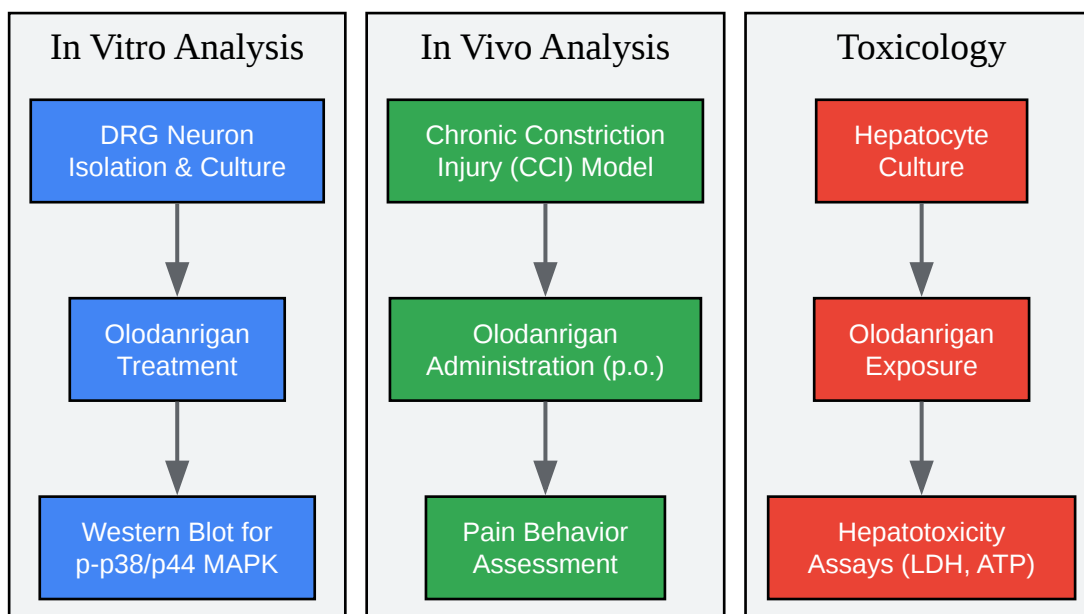 In Vitro Analysis
DRG Neuron
Isolation & Culture
Olodanrigan
Treatment
Western Blot for
p-p38/p44 MAPK
In Vivo Analysis
Chronic Constriction
Injury (CCI) Model
Olodanrigan
Administration (p.o.)
Pain Behavior
Assessment
Toxicology
Hepatocyte
Culture
Olodanrigan
Exposure
Hepatotoxicity
Assays (LDH, ATP)